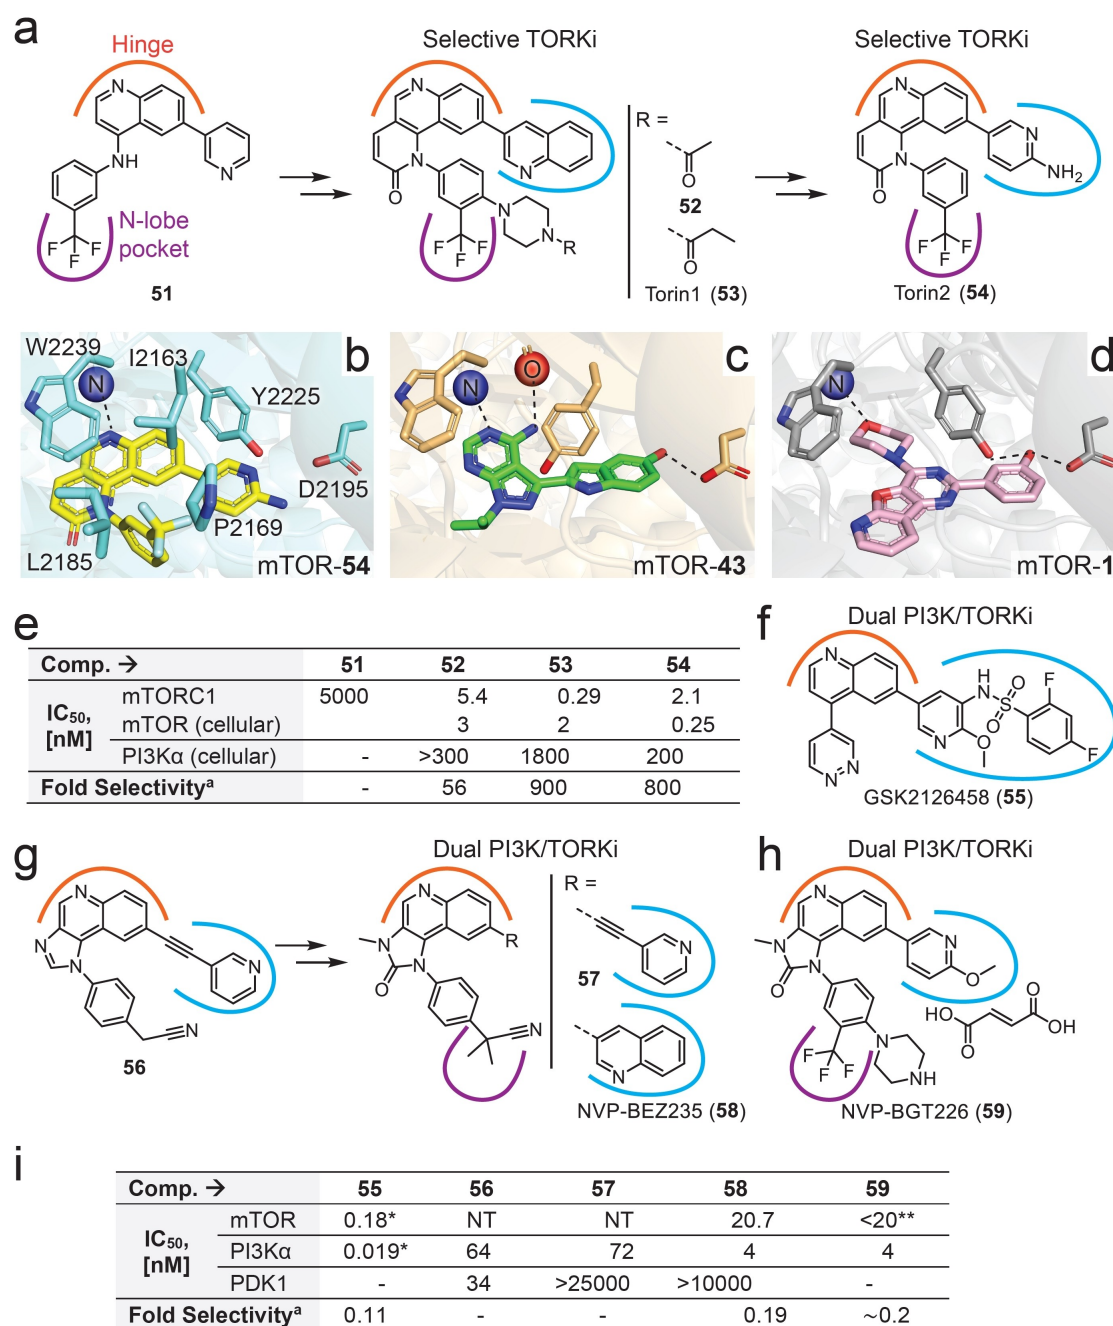 a
Hinge
Selective TORKi
Selective TORKi
N
N
NH
N-lobe
pocket
F F
F
51
N
N
N
O
N
N
R
F F
F
R =
O
52
O
Torin1 (53)
N
N
O
N
NH2
F F
F
Torin2 (54)
W2239
N
I2163
b
Y2225
D2195
P2169
L2185
mTOR-54
N
O
c
mTOR-43
N
d
mTOR-1
e
Comp. → 51 52 53 54
IC50, [nM]
mTORC1 5000 5.4 0.29 2.1
mTOR (cellular) 3 2 0.25
PI3Kα (cellular) - >300 1800 200
Fold Selectivityᵃ - 56 900 800
f
Dual PI3K/TORKi
N
H
N
O
S
O
F
F
N
O
N
N
GSK2126458 (55)
g
Dual PI3K/TORKi
N
N
N
N
N
56
N
N
N
O
R
N
R =
N
57
N
NVP-BEZ235 (58)
h
Dual PI3K/TORKi
N
N
N
O
N
O
F F
F
N
NH
HO
O
O
OH
NVP-BGT226 (59)
i
Comp. → 55 56 57 58 59
IC50, [nM]
mTOR 0.18* NT NT 20.7 <20**
PI3Kα 0.019* 64 72 4 4
PDK1 - 34 >25000 >10000 -
Fold Selectivityᵃ 0.11 - - 0.19 ~0.2